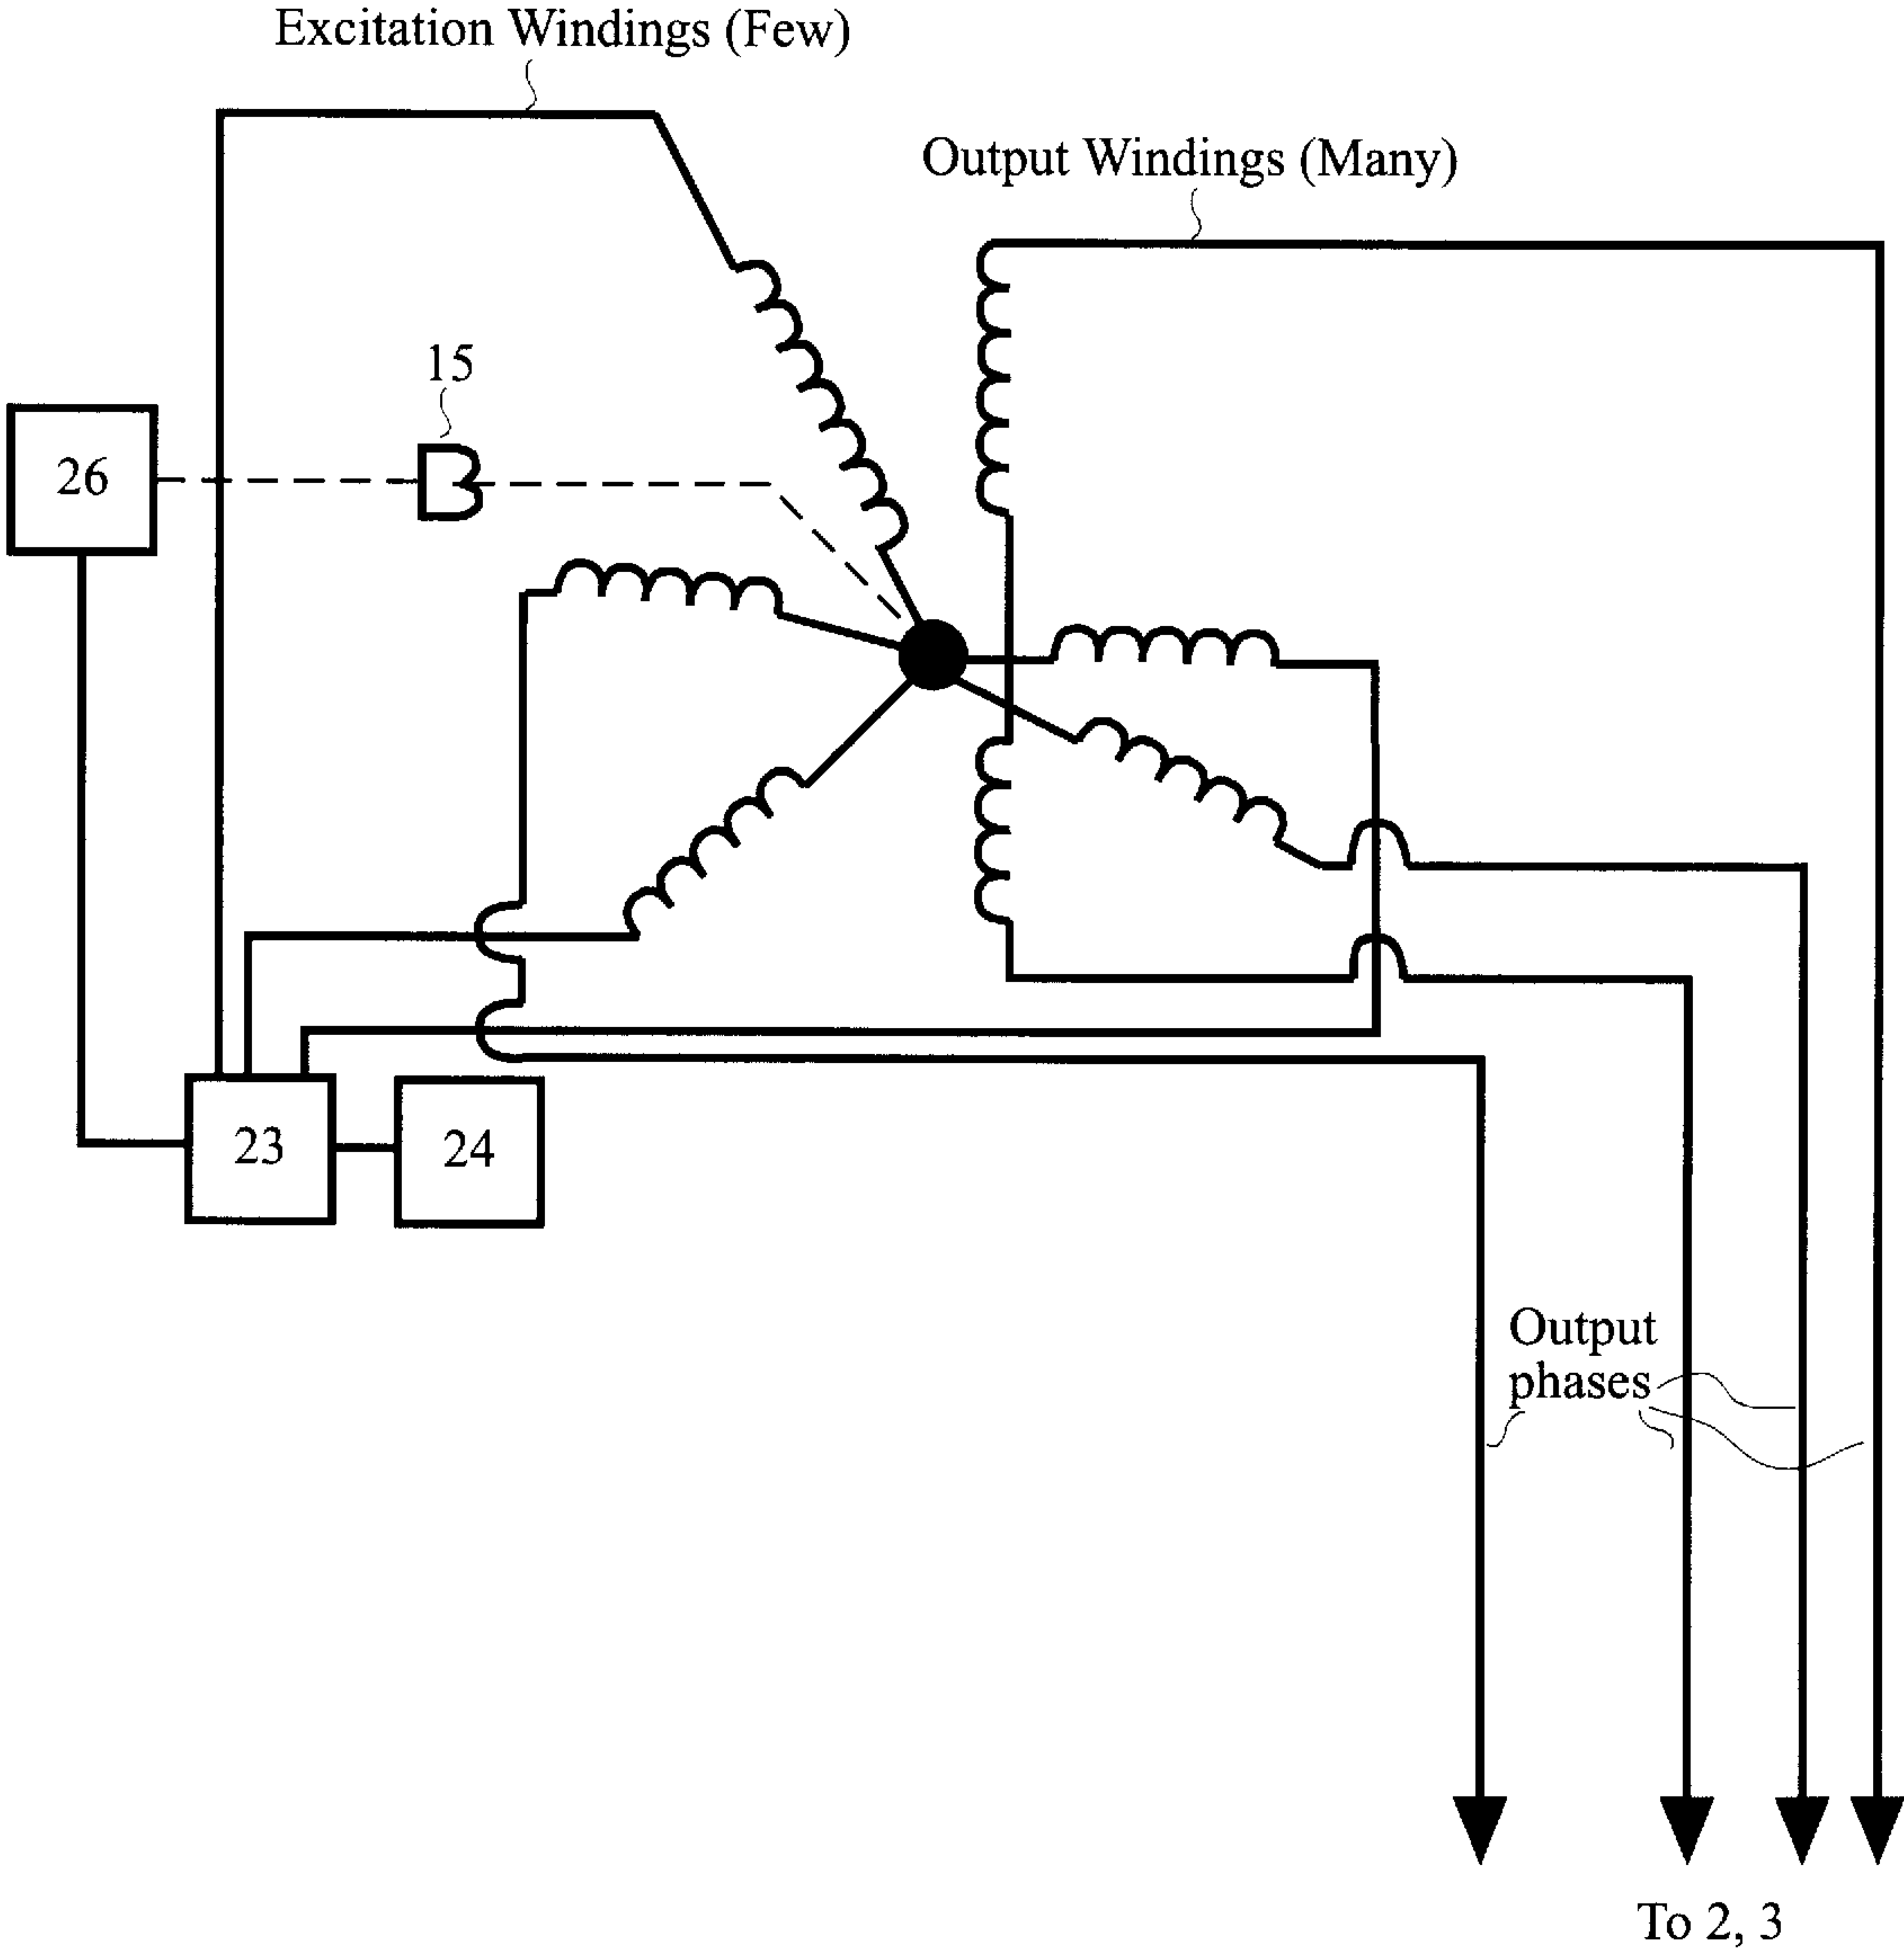 Excitation Windings (Few)
Output Windings (Many)
15
26
23
24
Output
phases
To 2, 3